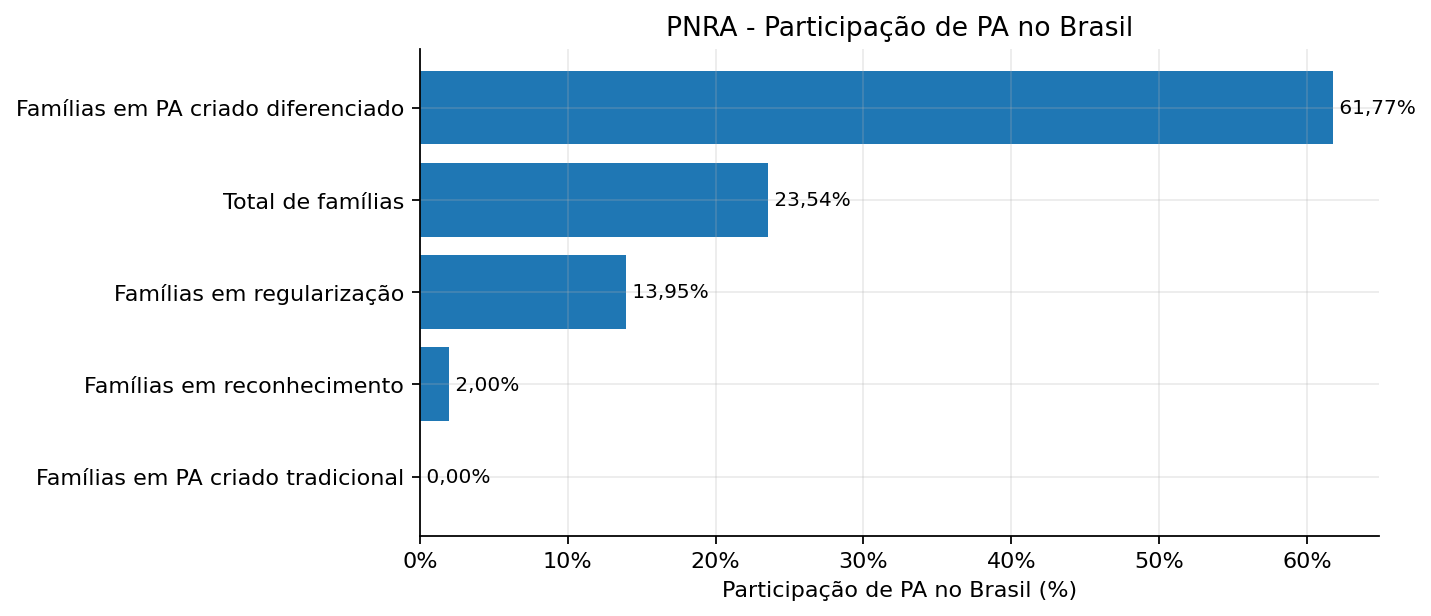 PNRA - Participação de PA no Brasil
Famílias em PA criado diferenciado
61,77%
Total de famílias
23,54%
Famílias em regularização
13,95%
Famílias em reconhecimento
2,00%
Famílias em PA criado tradicional
0,00%
0% 10% 20% 30% 40% 50% 60%
Participação de PA no Brasil (%)